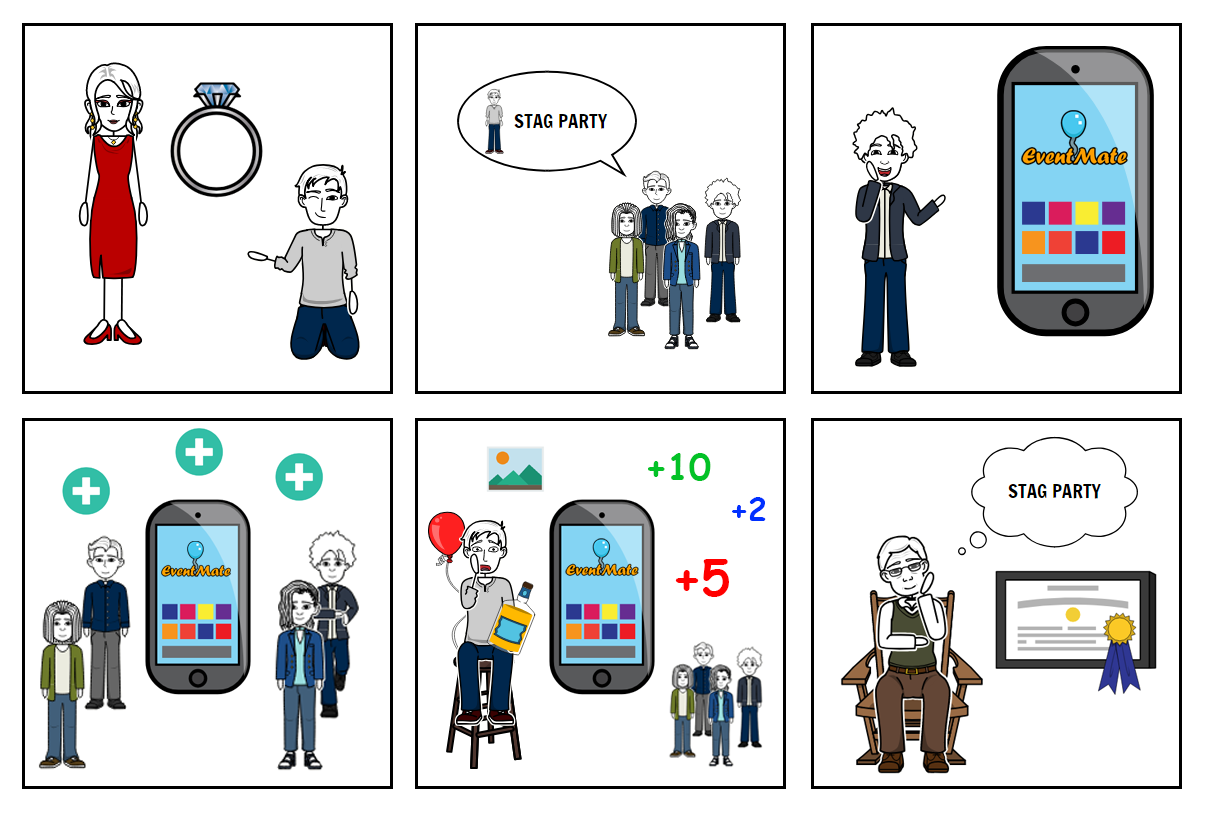 STAG PARTY
EventMate
EventMate
EventMate
+10
+2
+5
STAG PARTY